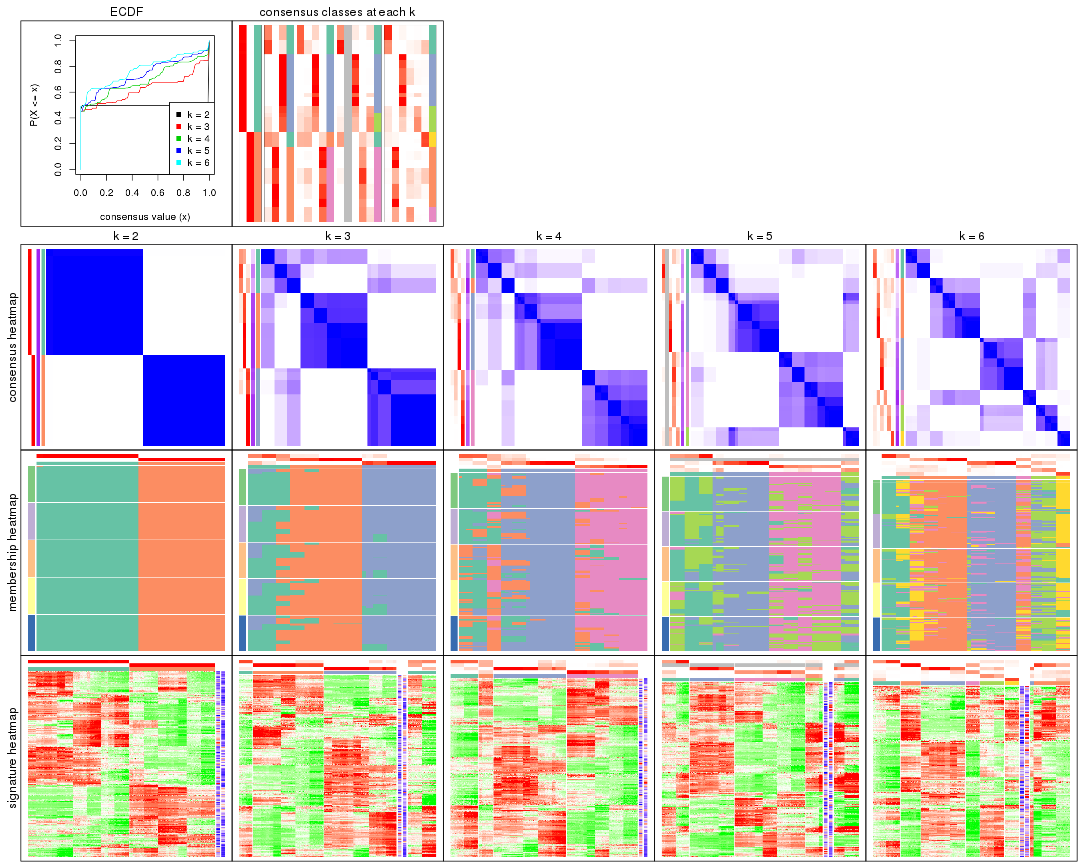 ECDF
consensus classes at each k
P(X <= x)
0.0 0.2 0.4 0.6 0.8 1.0
k = 2
k = 3
k = 4
k = 5
k = 6
0.0 0.2 0.4 0.6 0.8 1.0
consensus value (x)
k = 2 k = 3 k = 4 k = 5 k = 6
consensus heatmap
membership heatmap
signature heatmap